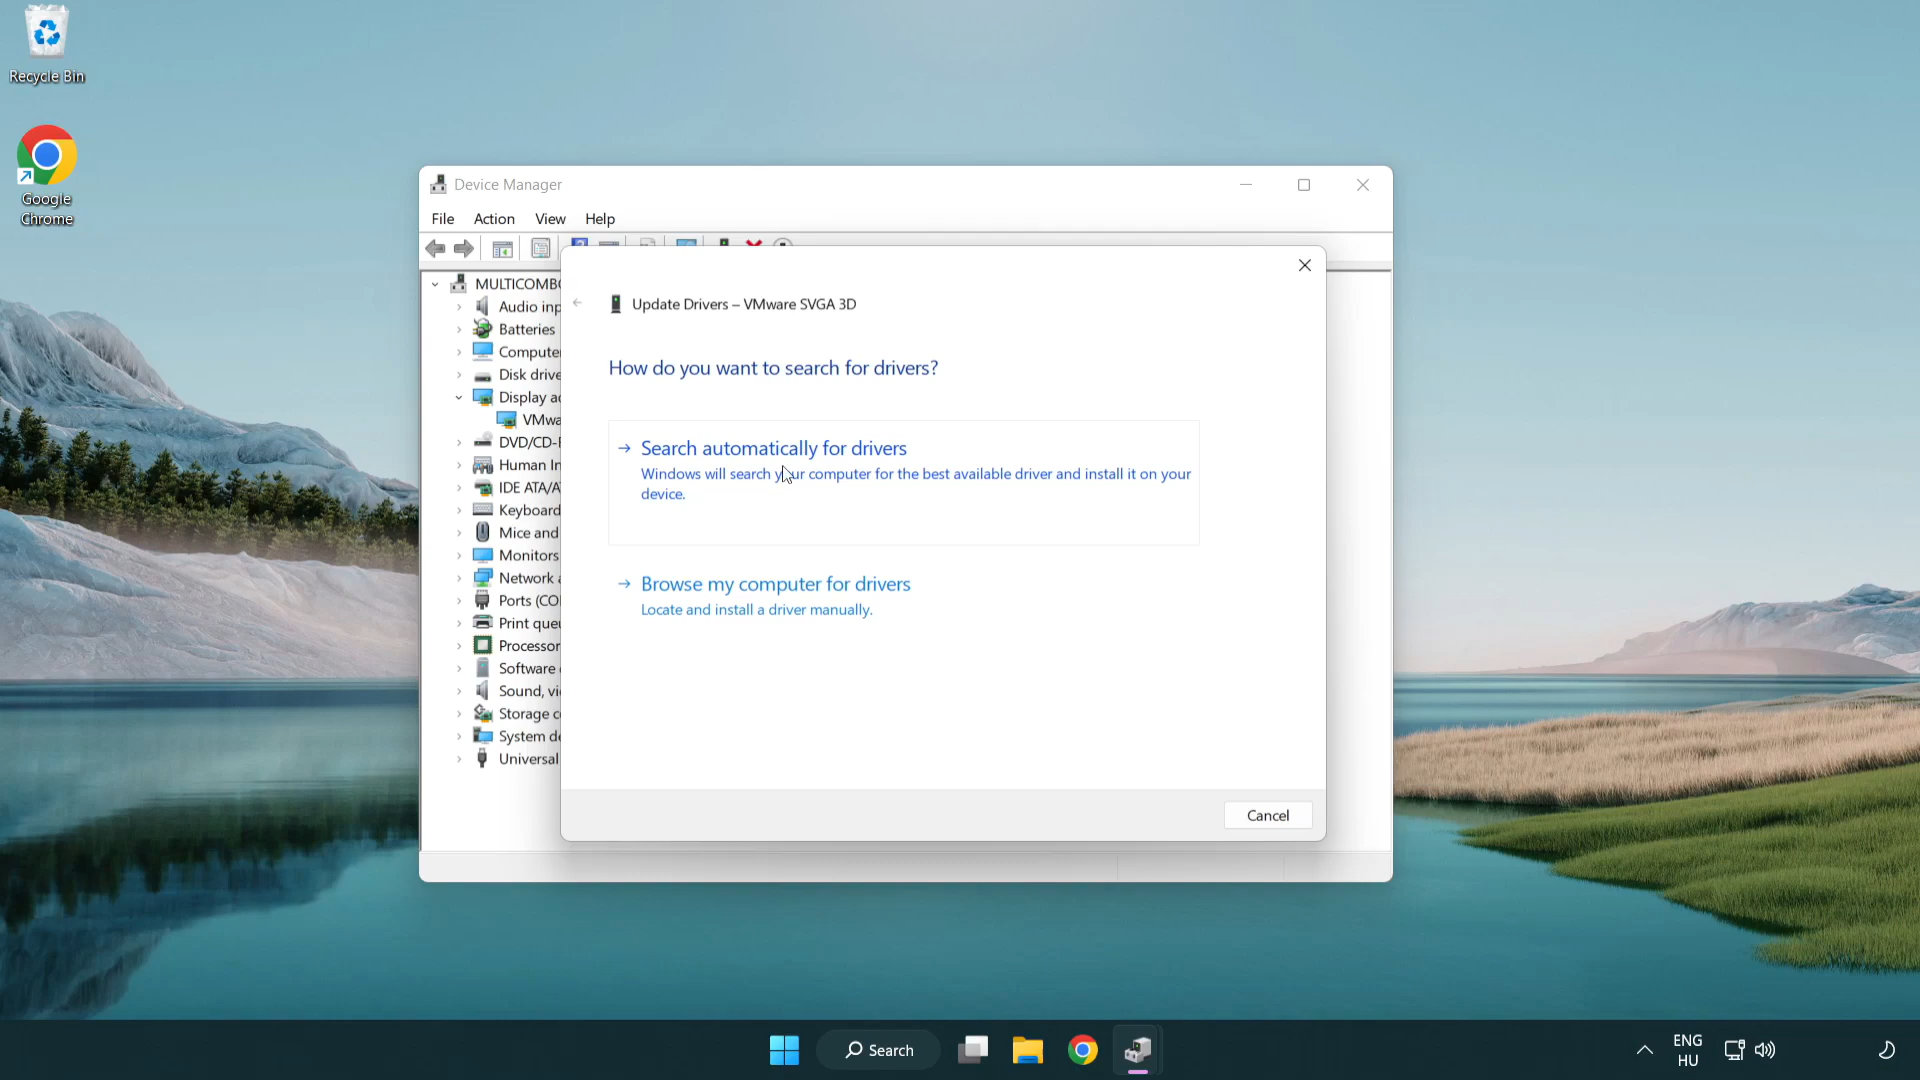 Recycle Bin
Google
Chrome
Device Manager
File Action View Help
MULTICOMBO
Audio inp
Batteries
Compute
Disk drive
Display a
VMwa
DVD/CD-
Human In
IDE ATA/A
Keyboard
Mice and
Monitors
Network
Ports (CO
Print que
Processor
Software
Sound, vi
Storage c
System de
Universal
Update Drivers – VMware SVGA 3D
How do you want to search for drivers?
Search automatically for drivers
Windows will search your computer for the best available driver and install it on your
device.
Browse my computer for drivers
Locate and install a driver manually.
Cancel
Search
ENG
HU